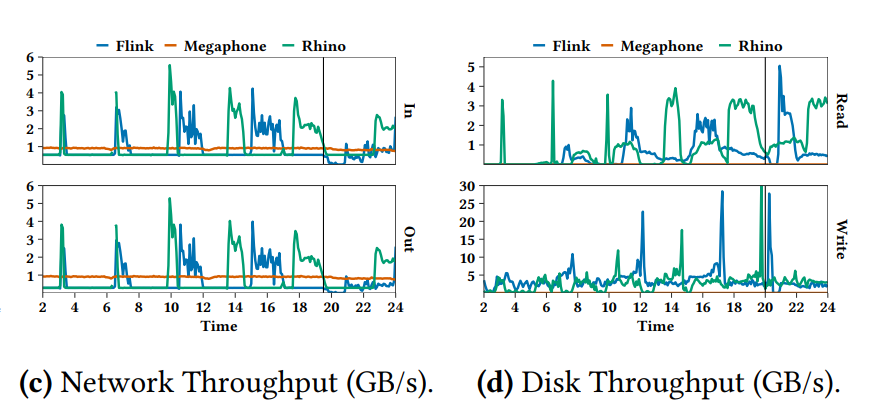 Flink Megaphone Rhino
6
5
4
3
2
1
In
6
5
4
3
2
1
Out
2 4 6 8 10 12 14 16 18 20 22 24
Time
(c) Network Throughput (GB/s).
Flink Megaphone Rhino
5
4
3
2
1
Read
30
25
20
15
10
5
Write
2 4 6 8 10 12 14 16 18 20 22 24
Time
(d) Disk Throughput (GB/s).